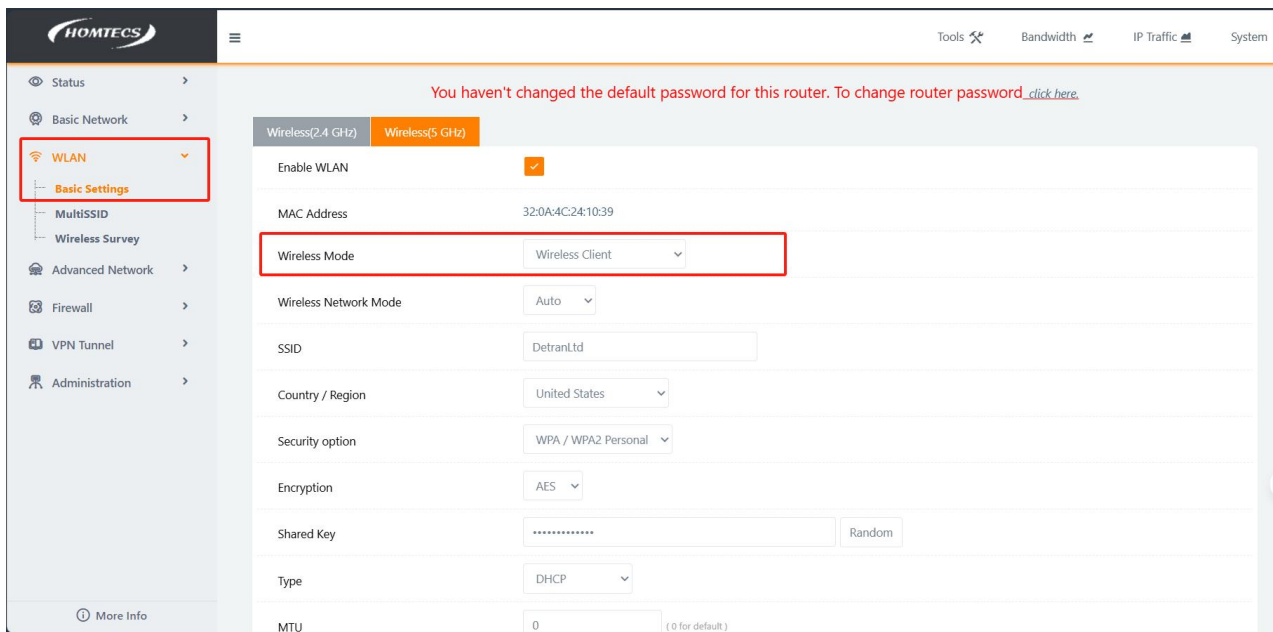 HOMTECS
Tools
Bandwidth
IP Traffic
System
Status
Basic Network
WLAN
Basic Settings
MultiSSID
Wireless Survey
Advanced Network
Firewall
VPN Tunnel
Administration
More Info
You haven't changed the default password for this router. To change router password click here.
Wireless(2.4 GHz)
Wireless(5 GHz)
Enable WLAN
MAC Address 32:0A:4C:24:10:39
Wireless Mode Wireless Client
Wireless Network Mode Auto
SSID DetranLtd
Country / Region United States
Security option WPA / WPA2 Personal
Encryption AES
Shared Key ••••••••••••• Random
Type DHCP
MTU 0 ( 0 for default )